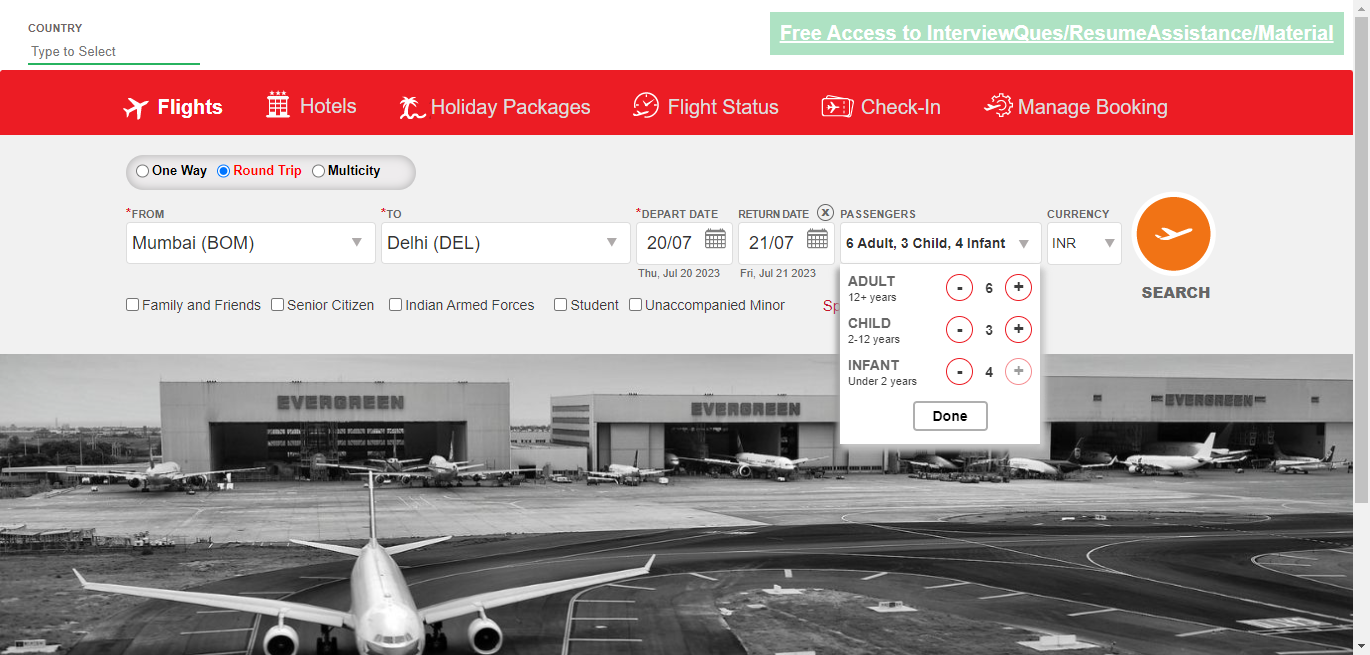 COUNTRY
Type to Select
Free Access to InterviewQues/ResumeAssistance/Material
Flights
Hotels
Holiday Packages
Flight Status
Check-In
Manage Booking
One Way
Round Trip
Multicity
*FROM
*TO
*DEPART DATE
RETURN DATE
X
PASSENGERS
CURRENCY
Mumbai (BOM)
Delhi (DEL)
20/07
21/07
6 Adult, 3 Child, 4 Infant
INR
Thu, Jul 20 2023
Fri, Jul 21 2023
SEARCH
Family and Friends
Senior Citizen
Indian Armed Forces
Student
Unaccompanied Minor
Sp
ADULT
12+ years
- 6 +
CHILD
2-12 years
- 3 +
INFANT
Under 2 years
- 4 +
Done
EVERGREEN
EVERGREEN
EVERGREEN